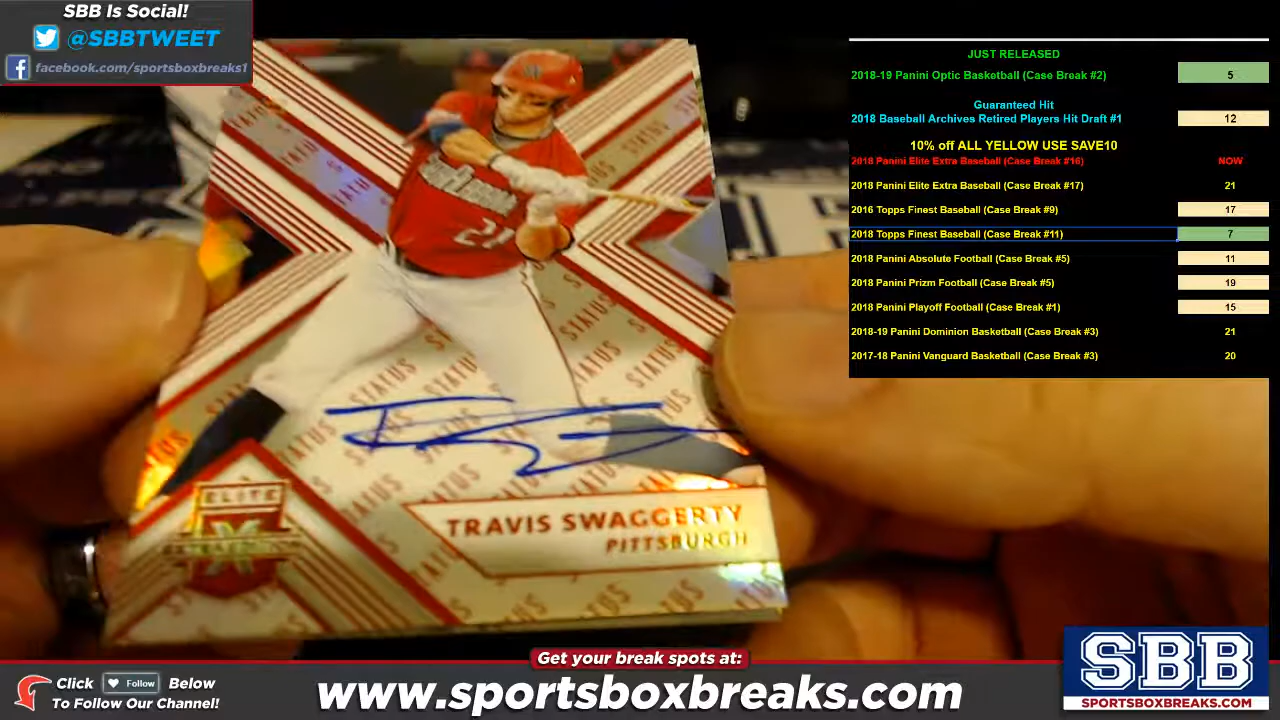 SBB Is Social!
@SBBTWEET
facebook.com/sportsboxbreaks1
JUST RELEASED
2018-19 Panini Optic Basketball (Case Break #2) 5
Guaranteed Hit
2018 Baseball Archives Retired Players Hit Draft #1 12
10% off ALL YELLOW USE SAVE10
2018 Panini Elite Extra Baseball (Case Break #16) NOW
2018 Panini Elite Extra Baseball (Case Break #17) 21
2016 Topps Finest Baseball (Case Break #9) 17
2018 Topps Finest Baseball (Case Break #11) 7
2018 Panini Absolute Football (Case Break #5) 11
2018 Panini Prizm Football (Case Break #5) 19
2018 Panini Playoff Football (Case Break #1) 15
2018-19 Panini Dominion Basketball (Case Break #3) 21
2017-18 Panini Vanguard Basketball (Case Break #3) 20
STATUS
ELITE
X
TRAVIS SWAGGERTY
PITTSBURGH
Get your break spots at:
Click Follow Below
To Follow Our Channel!
www.sportsboxbreaks.com
SBB
SPORTSBOXBREAKS.COM